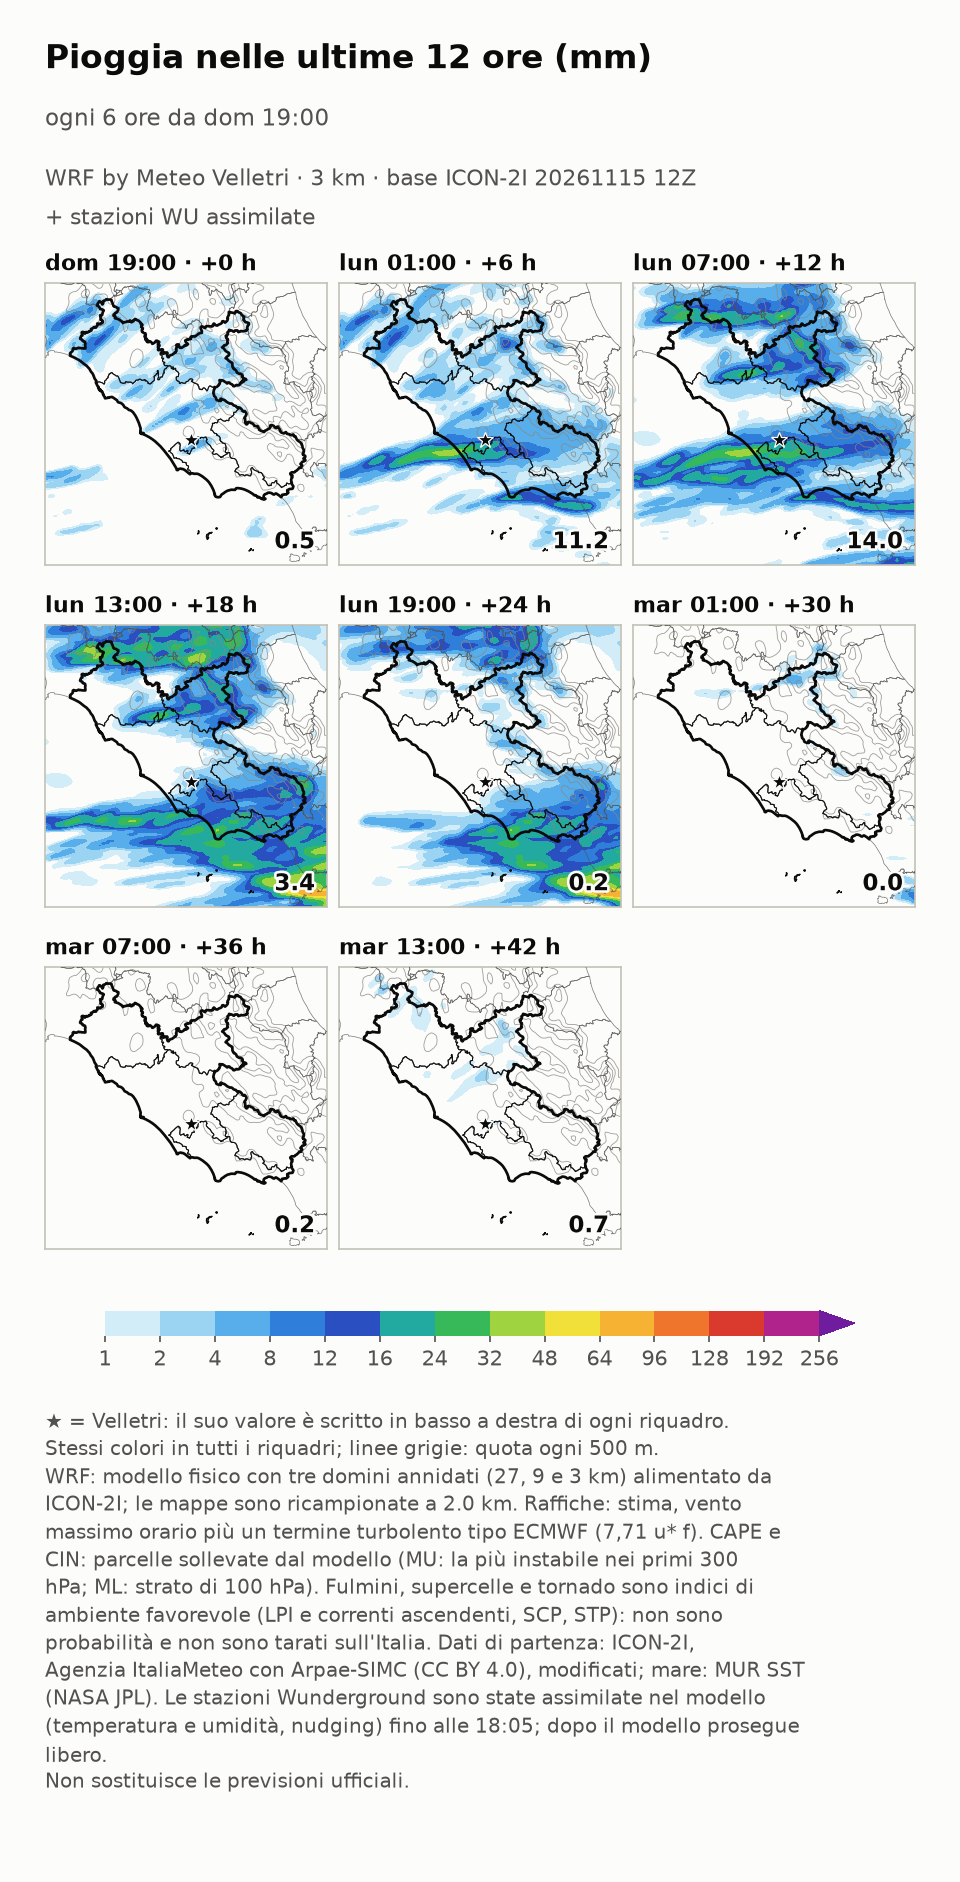 Pioggia nelle ultime 12 ore (mm)
ogni 6 ore da dom 19:00
WRF by Meteo Velletri · 3 km · base ICON-2I 20261115 12Z
+ stazioni WU assimilate
dom 19:00 · +0 h
lun 01:00 · +6 h
lun 07:00 · +12 h
0.5
11.2
14.0
lun 13:00 · +18 h
lun 19:00 · +24 h
mar 01:00 · +30 h
3.4
0.2
0.0
mar 07:00 · +36 h
mar 13:00 · +42 h
0.2
0.7
1 2 4 8 12 16 24 32 48 64 96 128 192 256
★ = Velletri: il suo valore è scritto in basso a destra di ogni riquadro.
Stessi colori in tutti i riquadri; linee grigie: quota ogni 500 m.
WRF: modello fisico con tre domini annidati (27, 9 e 3 km) alimentato da
ICON-2I; le mappe sono ricampionate a 2.0 km. Raffiche: stima, vento
massimo orario più un termine turbolento tipo ECMWF (7,71 u* f). CAPE e
CIN: parcelle sollevate dal modello (MU: la più instabile nei primi 300
hPa; ML: strato di 100 hPa). Fulmini, supercelle e tornado sono indici di
ambiente favorevole (LPI e correnti ascendenti, SCP, STP): non sono
probabilità e non sono tarati sull'Italia. Dati di partenza: ICON-2I,
Agenzia ItaliaMeteo con Arpae-SIMC (CC BY 4.0), modificati; mare: MUR SST
(NASA JPL). Le stazioni Wunderground sono state assimilate nel modello
(temperatura e umidità, nudging) fino alle 18:05; dopo il modello prosegue
libero.
Non sostituisce le previsioni ufficiali.